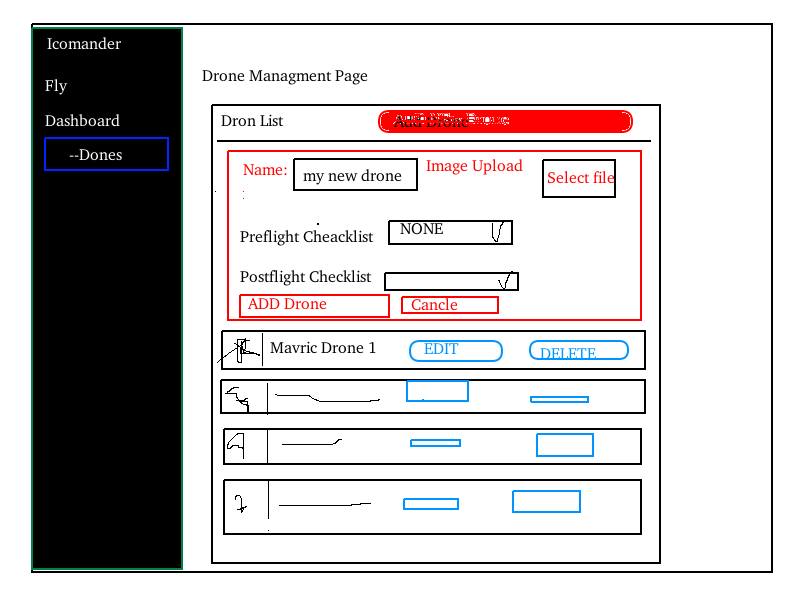 Icomander
Fly
Dashboard
--Dones
Drone Managment Page
Dron List
Add Drone
Name: my new drone Image Upload Select file
Preflight Cheacklist NONE
Postflight Checklist
ADD Drone Cancle
Mavric Drone 1 EDIT DELETE